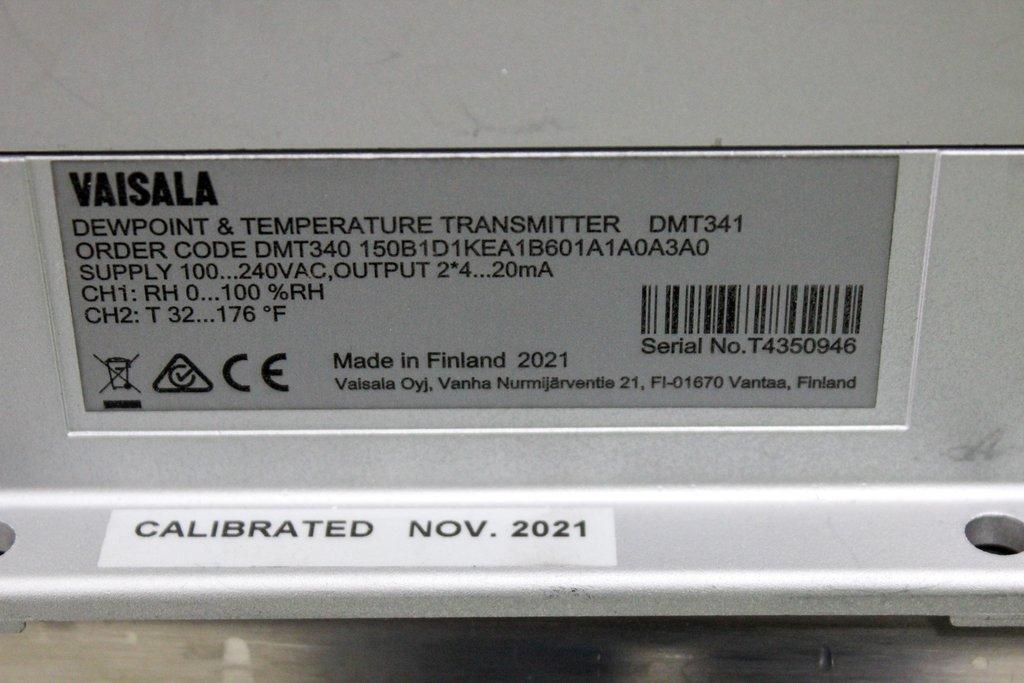 VAISALA
DEWPOINT & TEMPERATURE TRANSMITTER DMT341
ORDER CODE DMT340 150B1D1KEA1B601A1A0A3A0
SUPPLY 100...240VAC,OUTPUT 2*4...20mA
CH1: RH 0...100 %RH
CH2: T 32...176 °F
Serial No.T4350946
CE
Made in Finland 2021
Vaisala Oyj, Vanha Nurmijärventie 21, FI-01670 Vantaa, Finland
CALIBRATED NOV. 2021